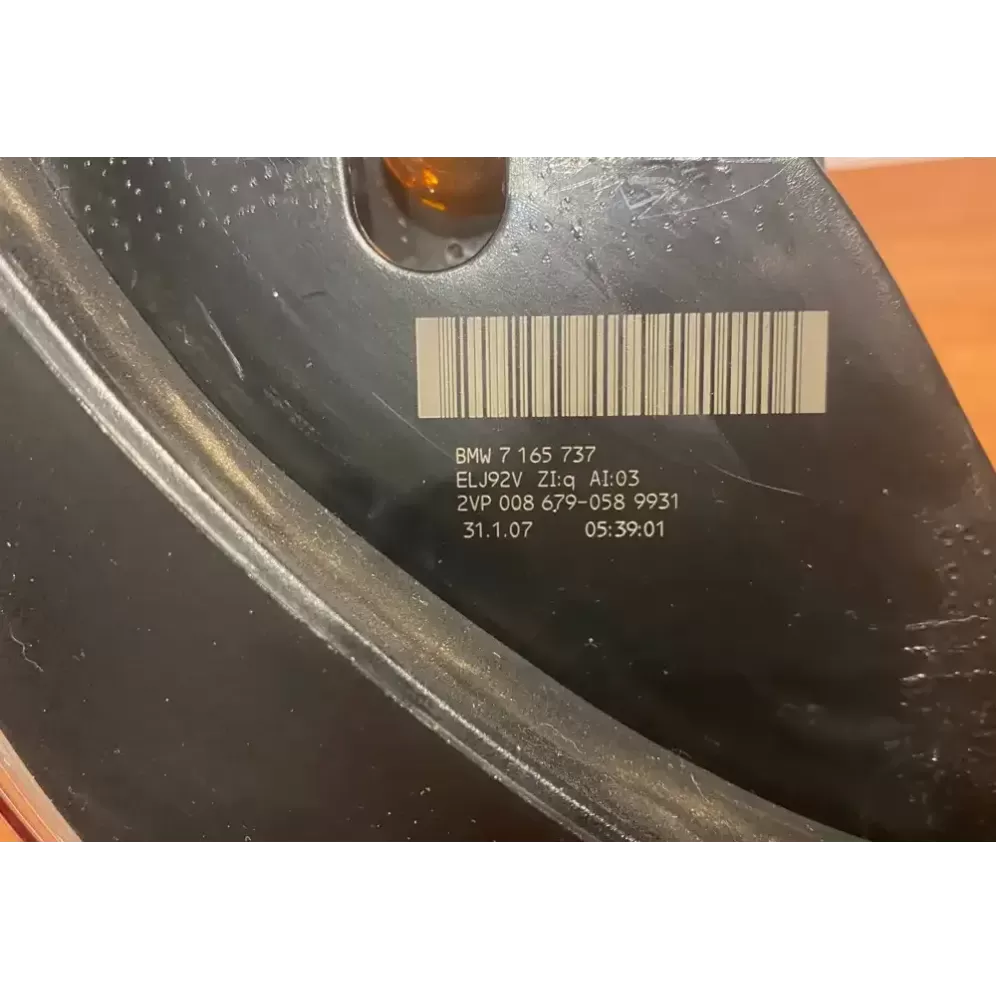 BMW 7 165 737
ELJ92V ZI:q AI:03
2VP 008 679-058 9931
31.1.07 05:39:01